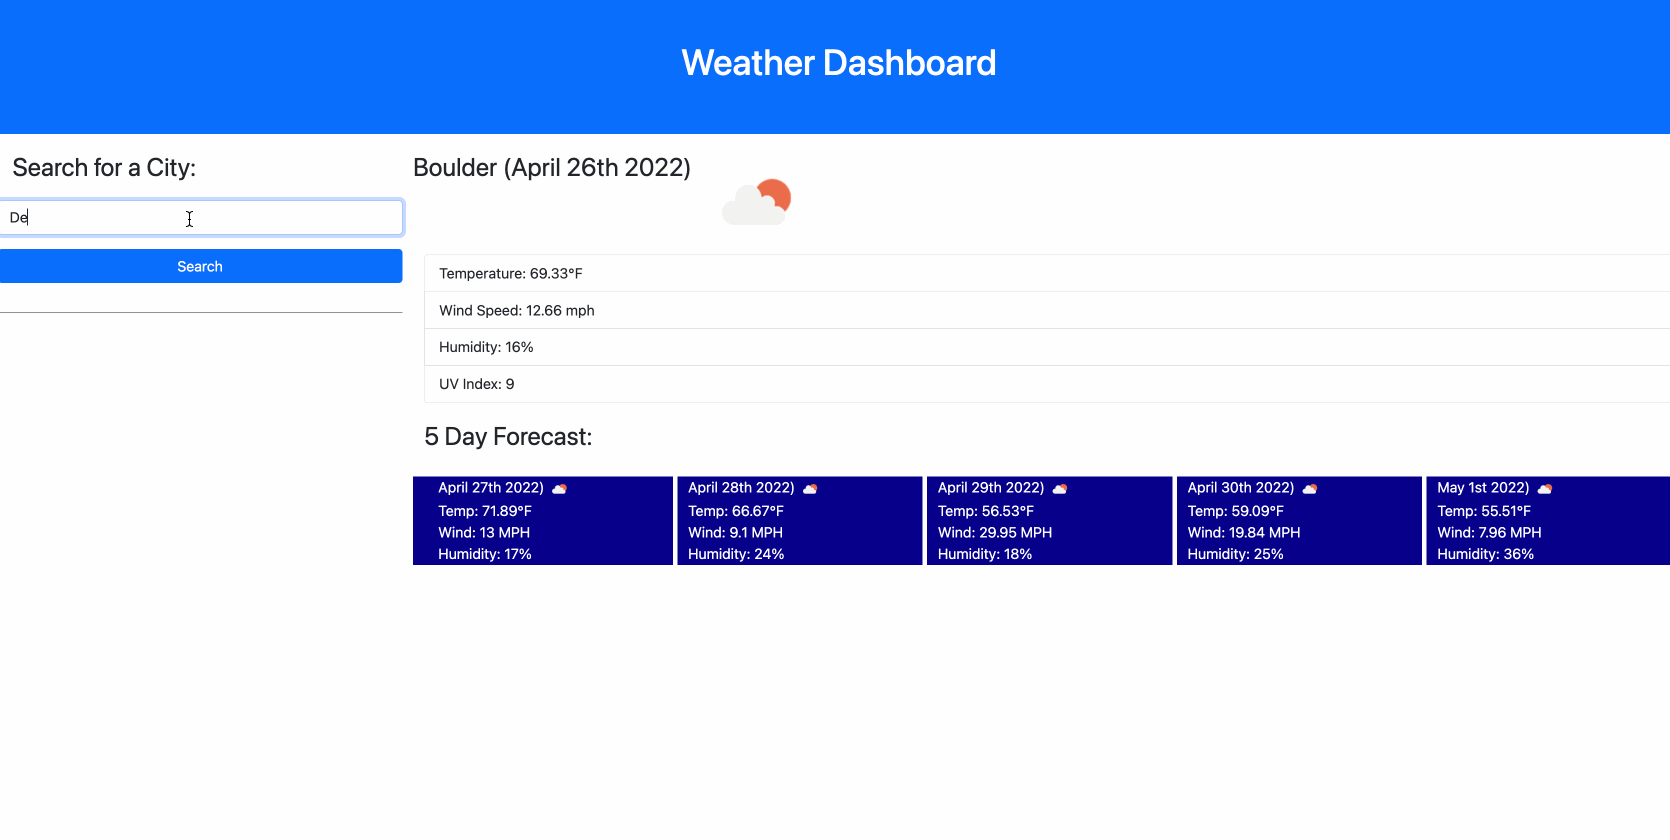 Weather Dashboard
Search for a City:
De
Search
Boulder (April 26th 2022)
Temperature: 69.33°F
Wind Speed: 12.66 mph
Humidity: 16%
UV Index: 9
5 Day Forecast:
April 27th 2022)
Temp: 71.89°F
Wind: 13 MPH
Humidity: 17%
April 28th 2022)
Temp: 66.67°F
Wind: 9.1 MPH
Humidity: 24%
April 29th 2022)
Temp: 56.53°F
Wind: 29.95 MPH
Humidity: 18%
April 30th 2022)
Temp: 59.09°F
Wind: 19.84 MPH
Humidity: 25%
May 1st 2022)
Temp: 55.51°F
Wind: 7.96 MPH
Humidity: 36%